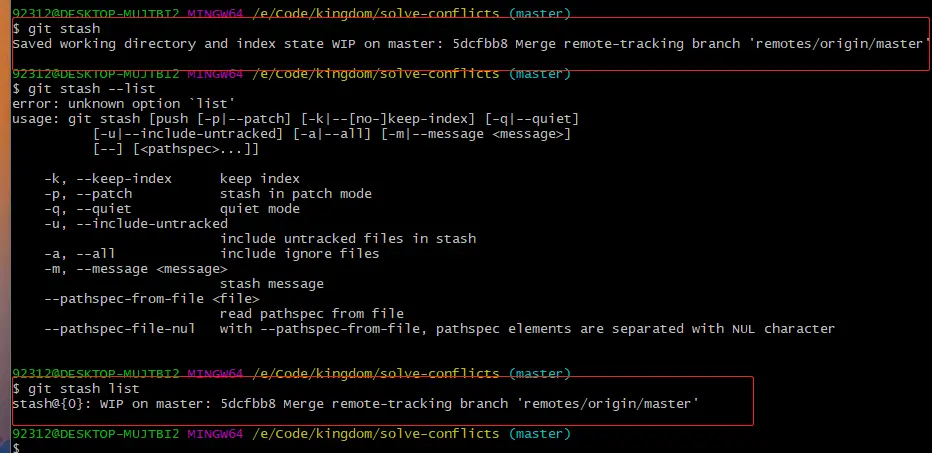 92312@DESKTOP-MUJTBI2 MINGW64 /e/Code/kingdom/solve-conflicts (master)
$ git stash
Saved working directory and index state WIP on master: 5dcfbb8 Merge remote-tracking branch 'remotes/origin/master'
92312@DESKTOP-MUJTBI2 MINGW64 /e/Code/kingdom/solve-conflicts (master)
$ git stash --list
error: unknown option `list'
usage: git stash [push [-p|--patch] [-k|--[no-]keep-index] [-q|--quiet]
          [-u|--include-untracked] [-a|--all] [-m|--message <message>]
          [--] [<pathspec>...]]
    -k, --keep-index      keep index
    -p, --patch           stash in patch mode
    -q, --quiet           quiet mode
    -u, --include-untracked
                          include untracked files in stash
    -a, --all             include ignore files
    -m, --message <message>
                          stash message
    --pathspec-from-file <file>
                          read pathspec from file
    --pathspec-file-nul   with --pathspec-from-file, pathspec elements are separated with NUL character
92312@DESKTOP-MUJTBI2 MINGW64 /e/Code/kingdom/solve-conflicts (master)
$ git stash list
stash@{0}: WIP on master: 5dcfbb8 Merge remote-tracking branch 'remotes/origin/master'
92312@DESKTOP-MUJTBI2 MINGW64 /e/Code/kingdom/solve-conflicts (master)
$